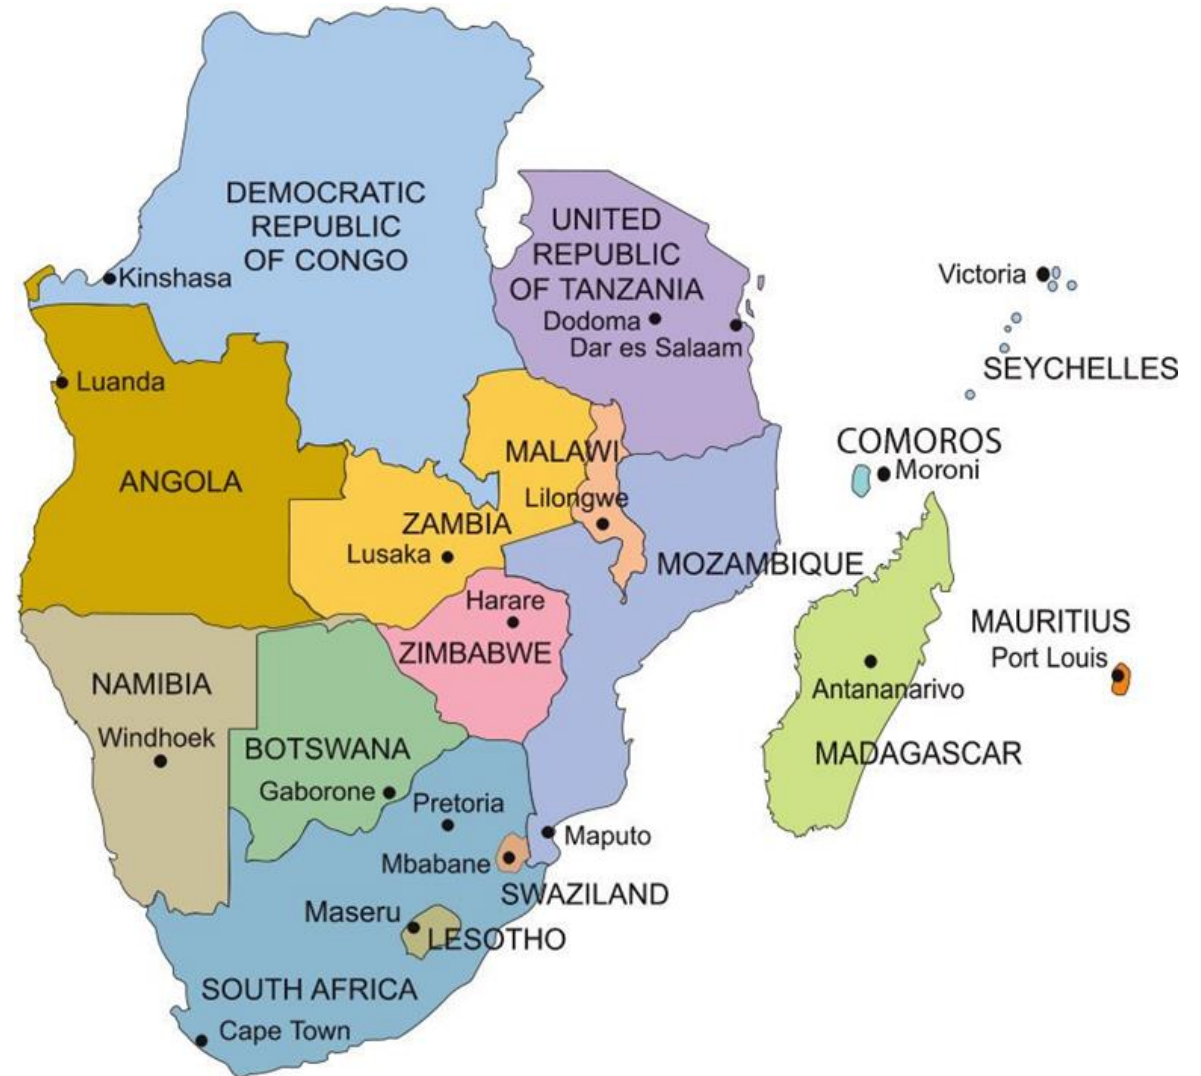 DEMOCRATIC
REPUBLIC
OF CONGO
Kinshasa
UNITED
REPUBLIC
OF TANZANIA
Dodoma
Dar es Salaam
Victoria
SEYCHELLES
Luanda
ANGOLA
COMOROS
Moroni
MALAWI
Lilongwe
ZAMBIA
Lusaka
MOZAMBIQUE
Harare
ZIMBABWE
MAURITIUS
Port Louis
Antananarivo
MADAGASCAR
NAMIBIA
Windhoek
BOTSWANA
Gaborone
Pretoria
Maputo
Mbabane
SWAZILAND
Maseru
LESOTHO
SOUTH AFRICA
Cape Town